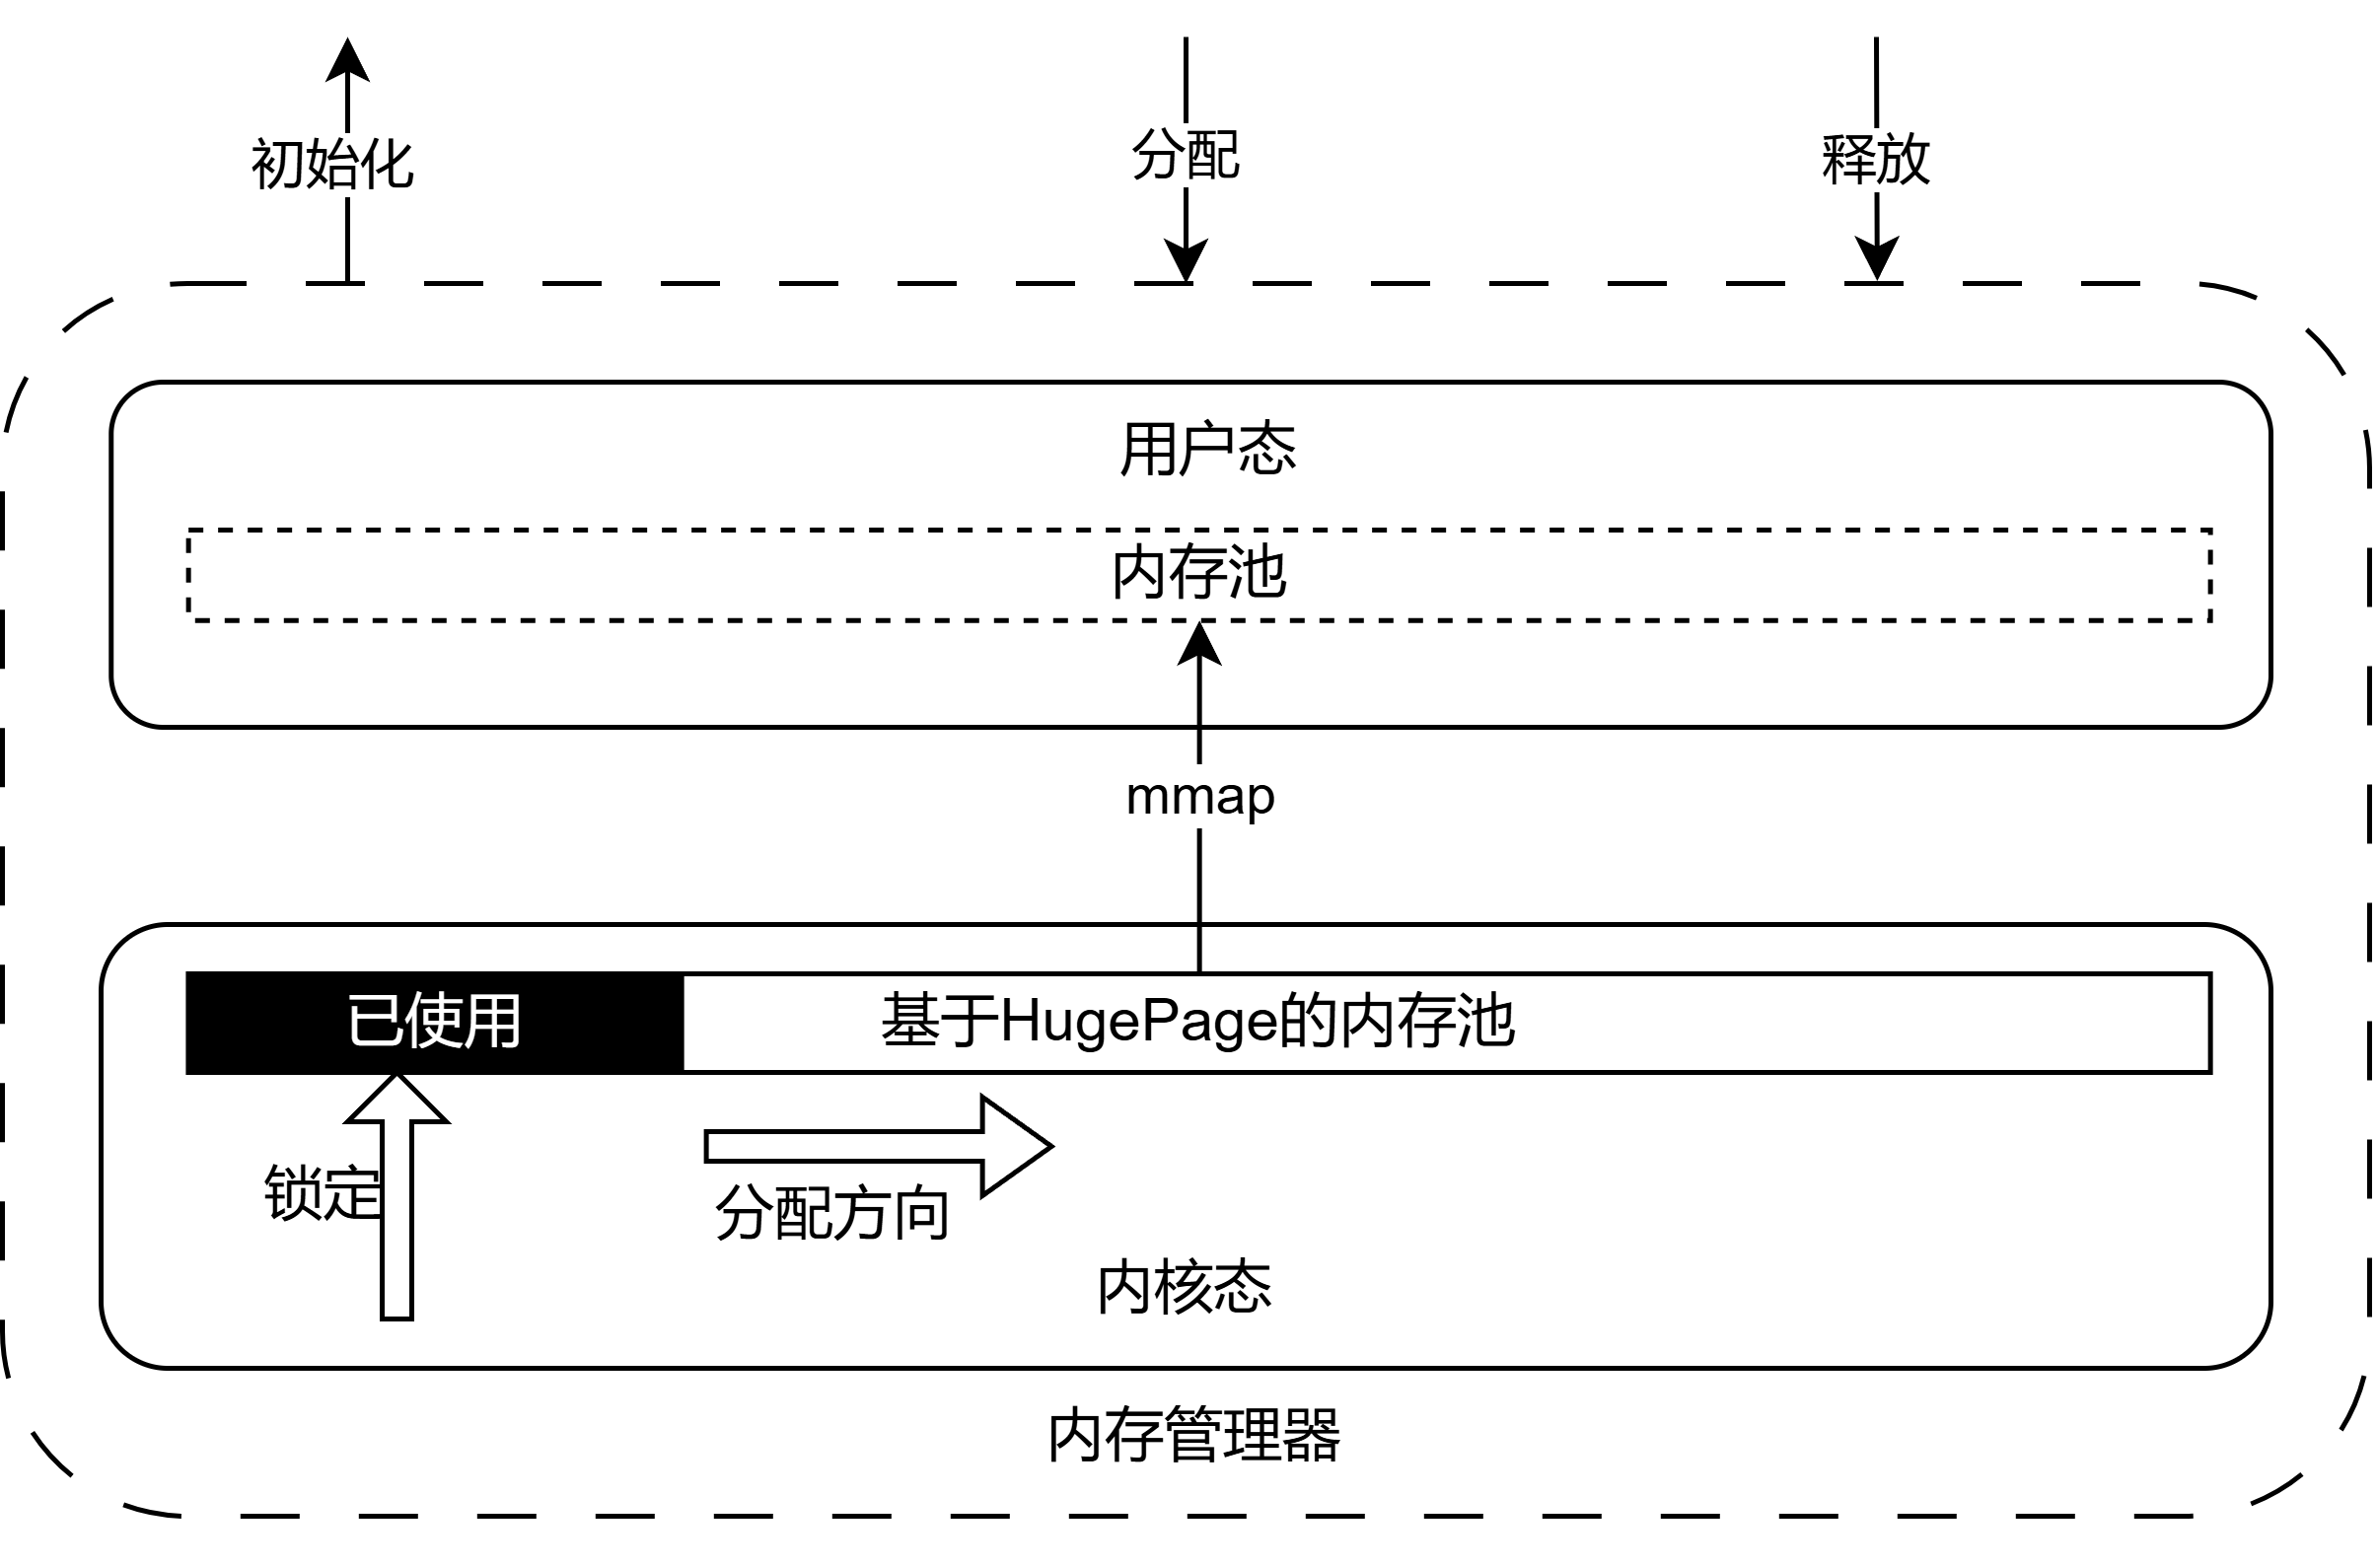 初始化
分配
释放
用户态
内存池
mmap
已使用
基于HugePage的内存池
锁定
分配方向
内核态
内存管理器